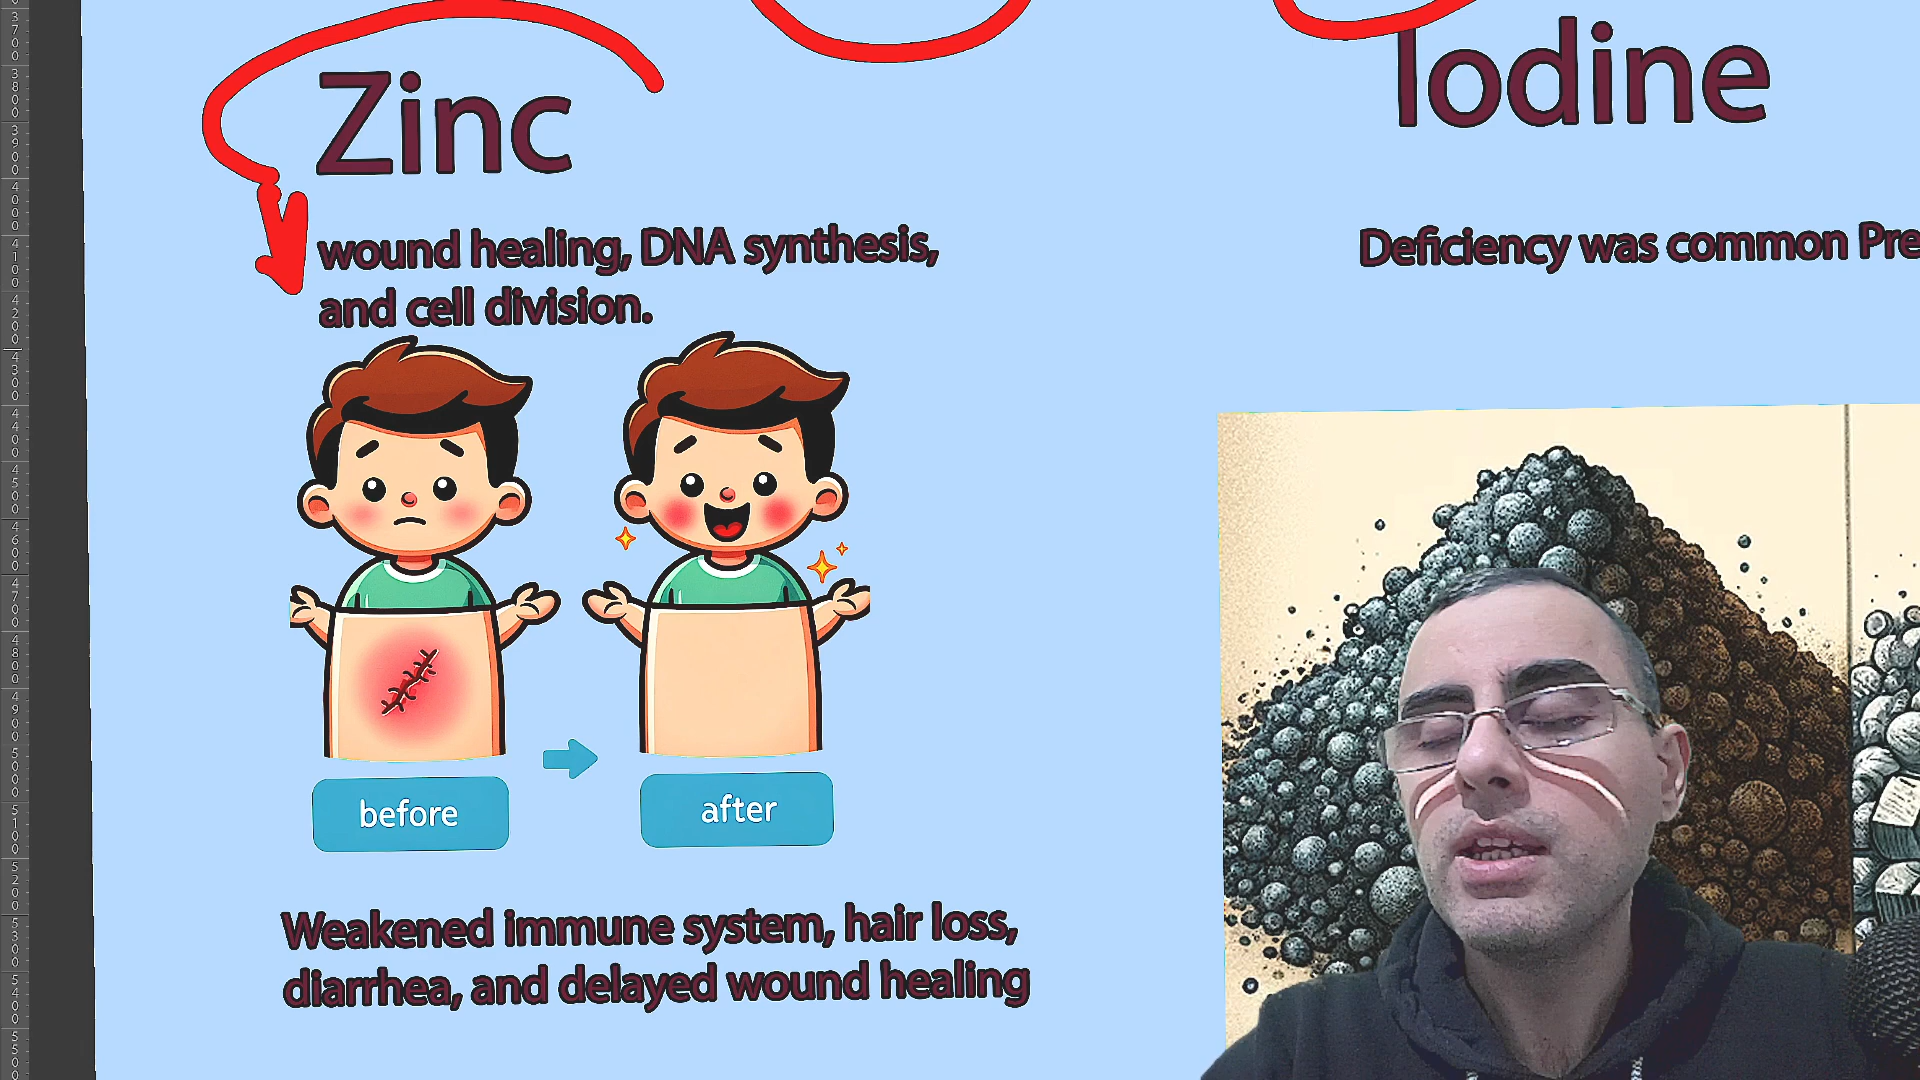 Zinc
wound healing, DNA synthesis,
and cell division.
before
after
Weakened immune system, hair loss,
diarrhea, and delayed wound healing
Iodine
Deficiency was common Pre